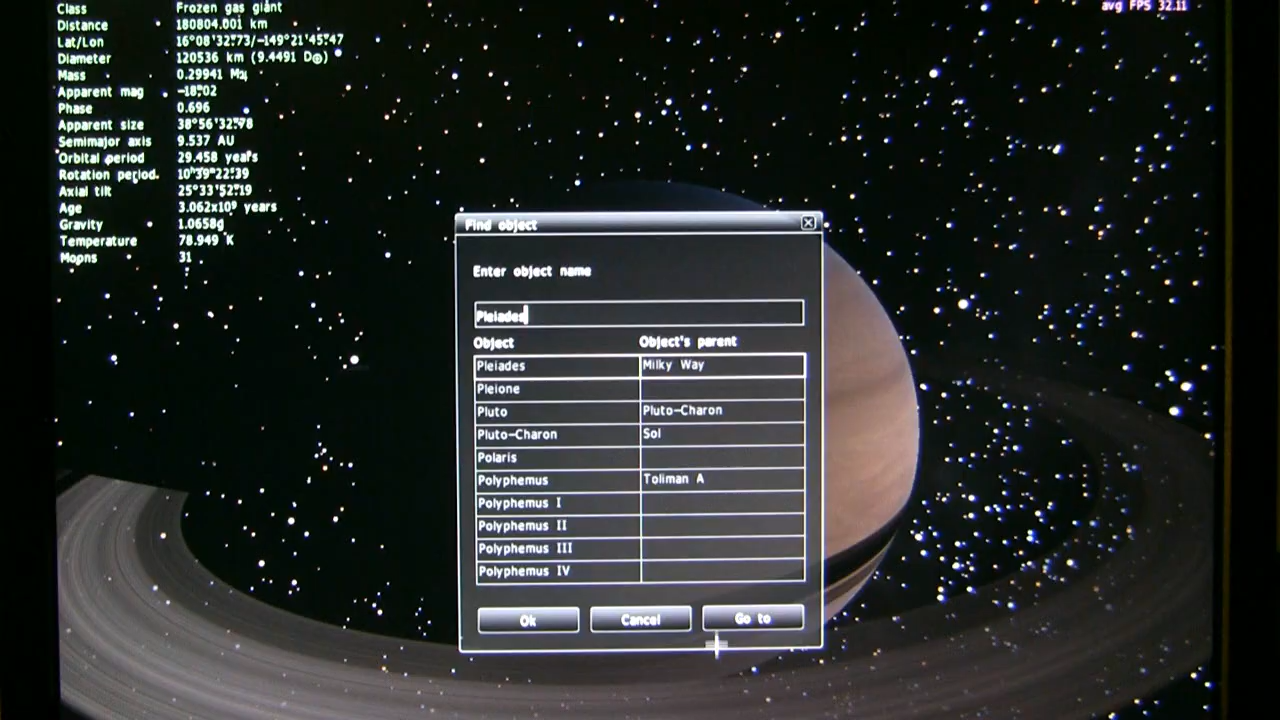 Class Frozen gas giant
avg FPS 32.11
Distance 180804.001 km
Lat/Lon 16°08'32"73/-149°21'45"47
Diameter 120536 km (9.4491 D⊕)
Mass 0.29941 M♃
Apparent mag -18.02
Phase 0.696
Apparent size 38°56'32"78
Semimajor axis 9.537 AU
Orbital period 29.458 years
Rotation period 10ʰ39ᵐ22ˢ39
Axial tilt 25°33'52"19
Age 3.062x10⁹ years
Gravity 1.0658g
Temperature 78.949 °K
Moons 31
Find object
Enter object name
Pleiades
Object Object's parent
Pleiades Milky Way
Pleione
Pluto Pluto-Charon
Pluto-Charon Sol
Polaris
Polyphemus Toliman A
Polyphemus I
Polyphemus II
Polyphemus III
Polyphemus IV
Ok Cancel Go to